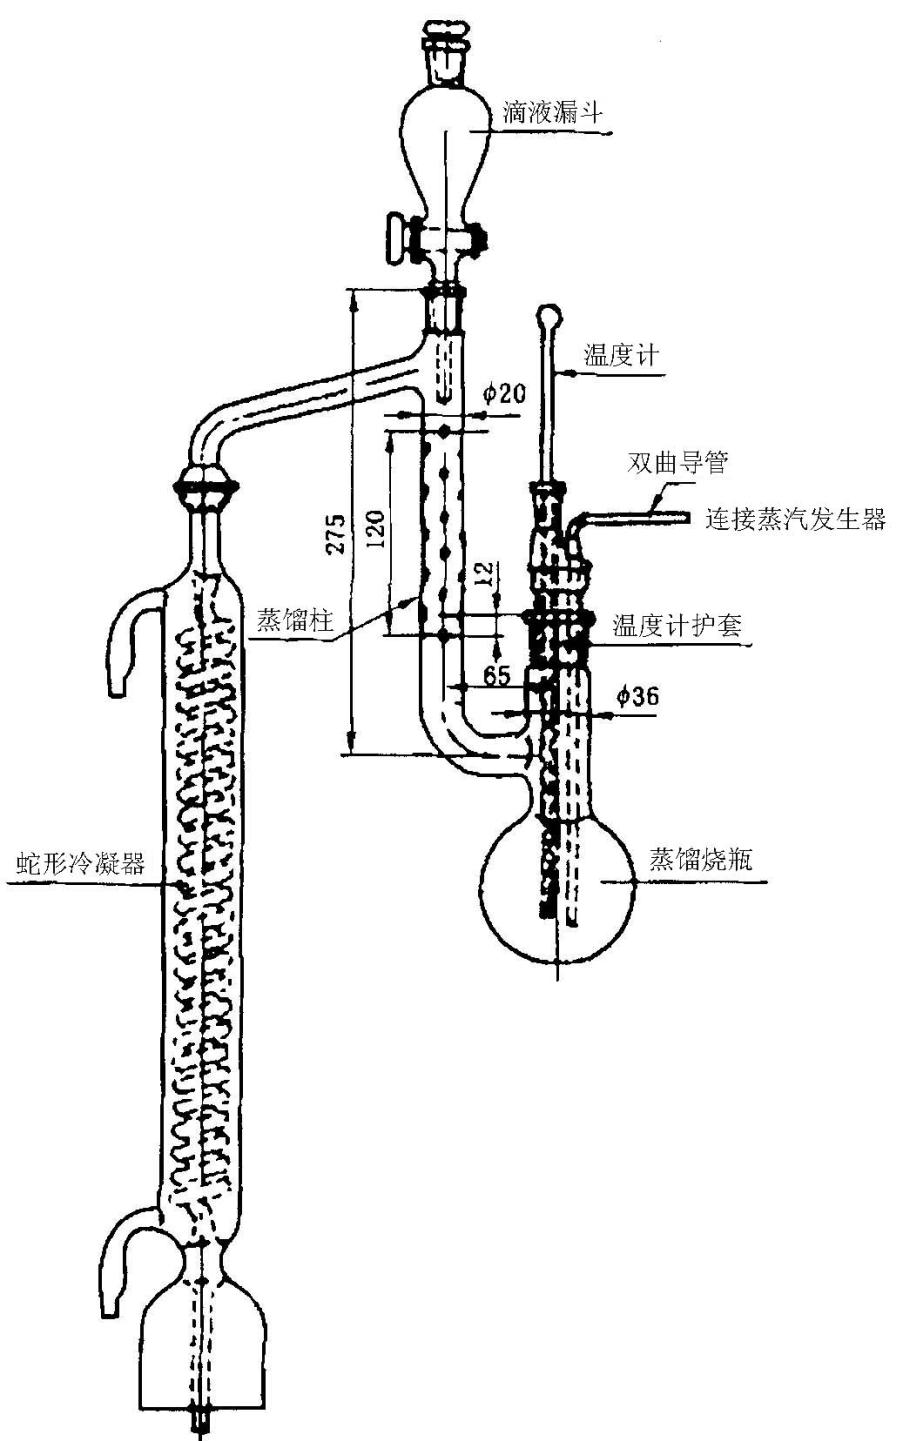 滴液漏斗
温度计
ϕ20
双曲导管
连接蒸汽发生器
275
120
12
蒸馏柱
温度计护套
65
ϕ36
蛇形冷凝器
蒸馏烧瓶